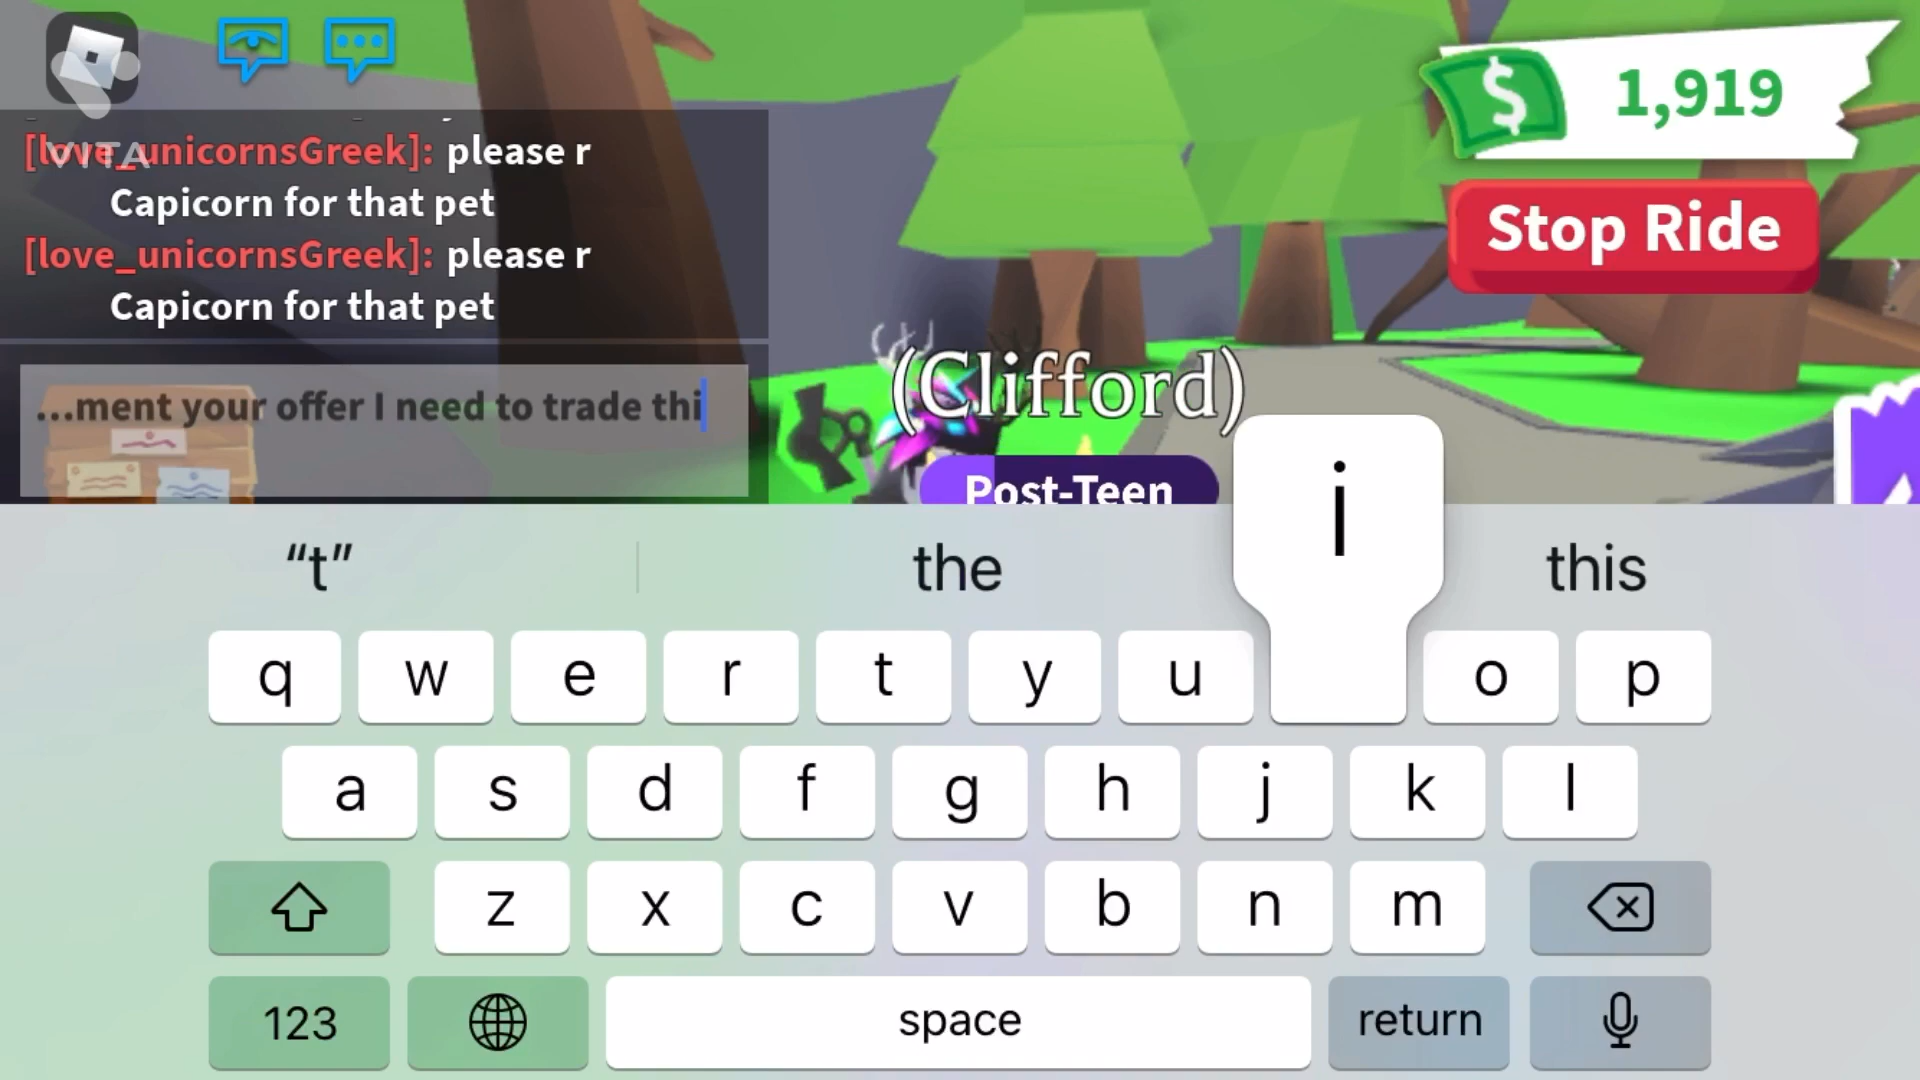 [love_unicornsGreek]: please r
Capicorn for that pet
[love_unicornsGreek]: please r
Capicorn for that pet
VITA
...ment your offer I need to trade thi
$ 1,919
Stop Ride
(Clifford)
Post-Teen
“t” the this
i
q w e r t y u o p
a s d f g h j k l
z x c v b n m
123 space return